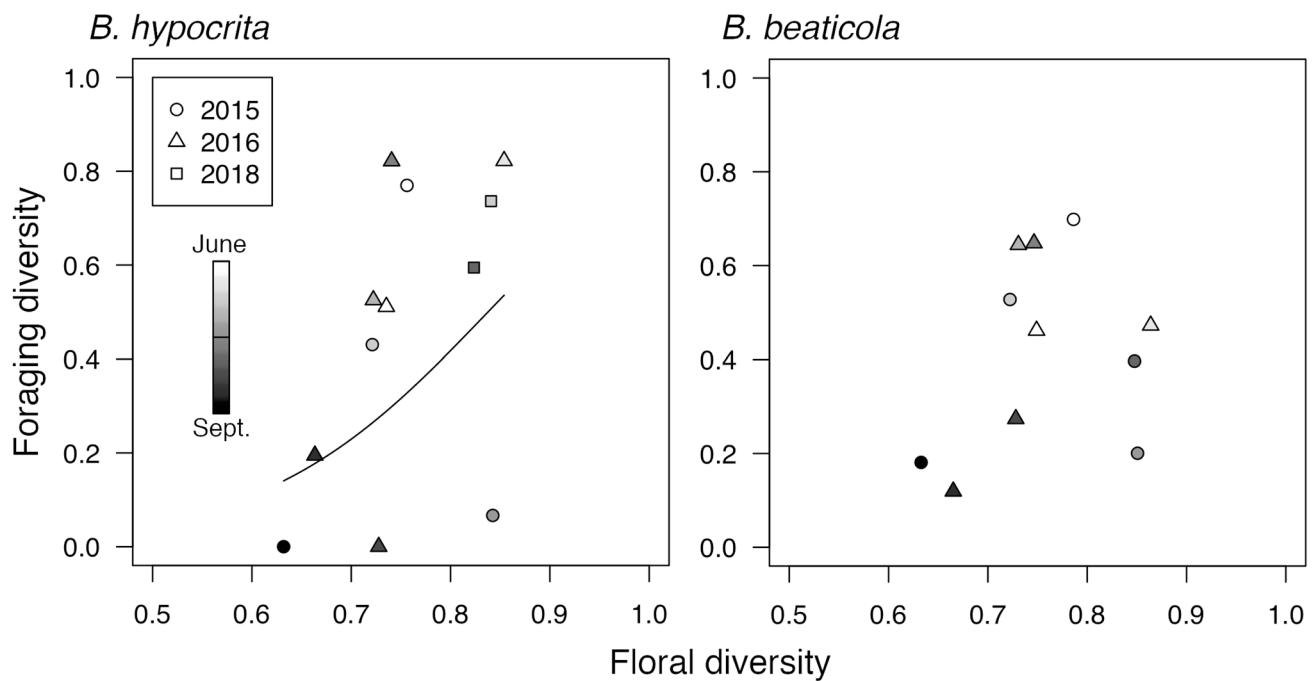 B. hypocrita
B. beaticola
1.0
0.8
0.6
0.4
0.2
0.0
Foraging diversity
2015
2016
2018
June
Sept.
0.5 0.6 0.7 0.8 0.9 1.0
1.0
0.8
0.6
0.4
0.2
0.0
0.5 0.6 0.7 0.8 0.9 1.0
Floral diversity